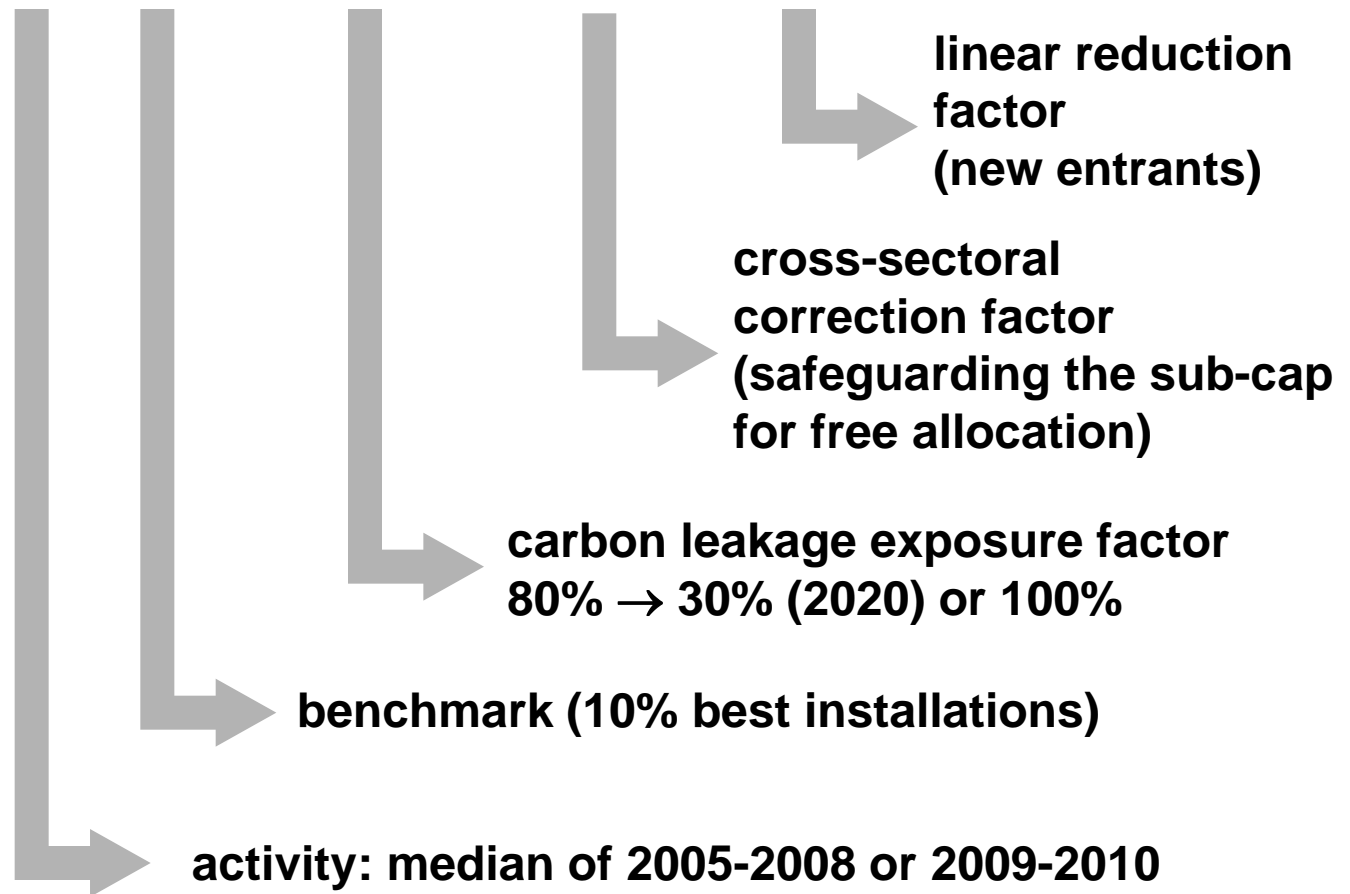 linear reduction
factor
(new entrants)
cross-sectoral
correction factor
(safeguarding the sub-cap
for free allocation)
carbon leakage exposure factor
80% → 30% (2020) or 100%
benchmark (10% best installations)
activity: median of 2005-2008 or 2009-2010